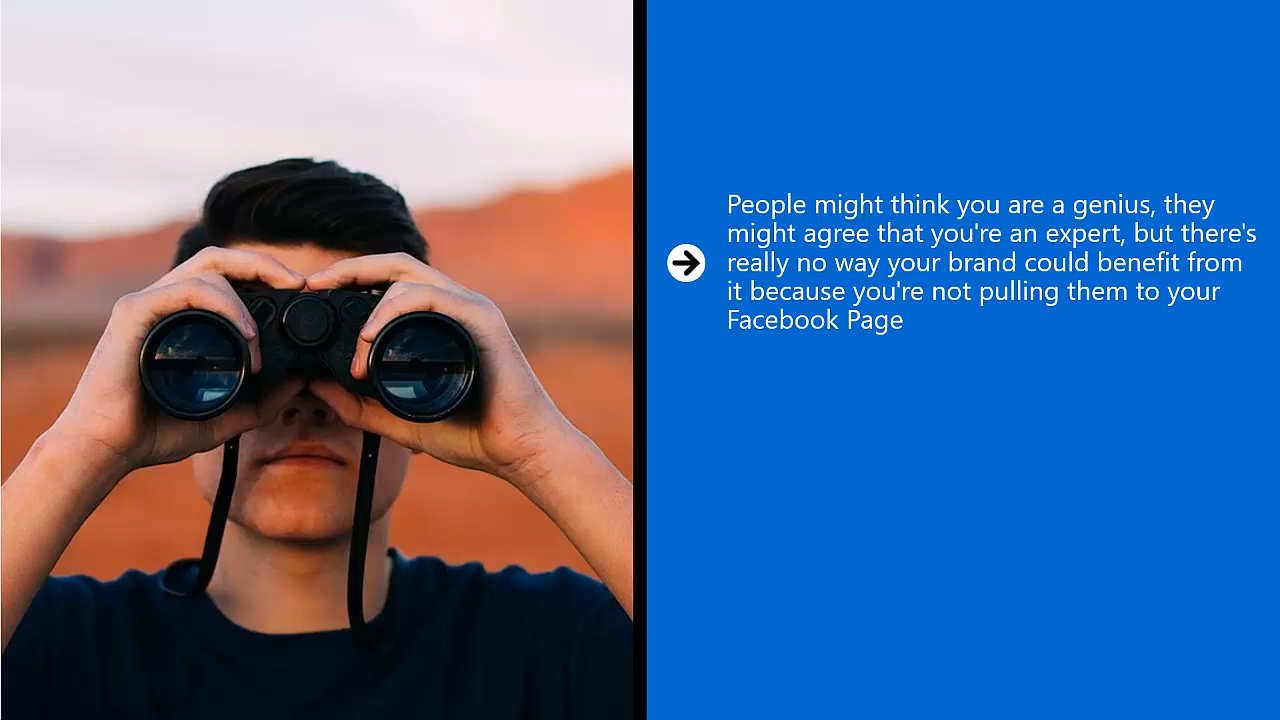 People might think you are a genius, they
might agree that you're an expert, but there's
really no way your brand could benefit from
it because you're not pulling them to your
Facebook Page